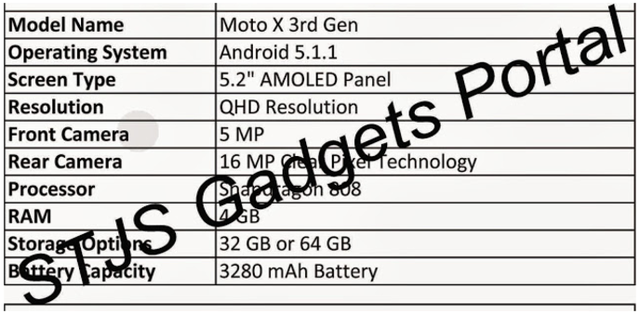 Model Name Moto X 3rd Gen
Operating System Android 5.1.1
Screen Type 5.2" AMOLED Panel
Resolution QHD Resolution
Front Camera 5 MP
Rear Camera 16 MP Clear Pixel Technology
Processor Snapdragon 808
RAM 4 GB
Storage Options 32 GB or 64 GB
Battery Capacity 3280 mAh Battery
STJS Gadgets Portal